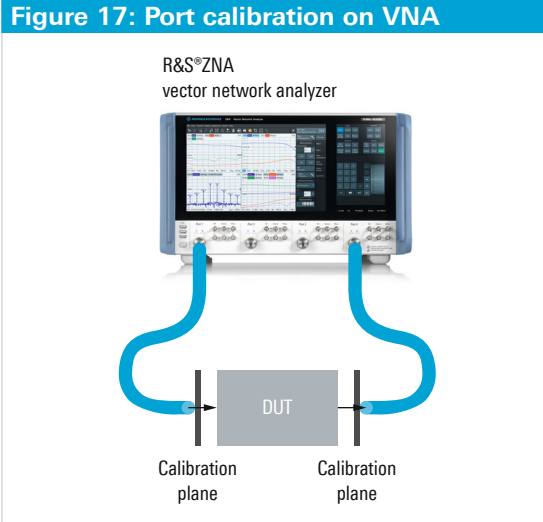 Figure 17: Port calibration on VNA
R&S®ZNA
vector network analyzer
DUT
Calibration
plane
Calibration
plane